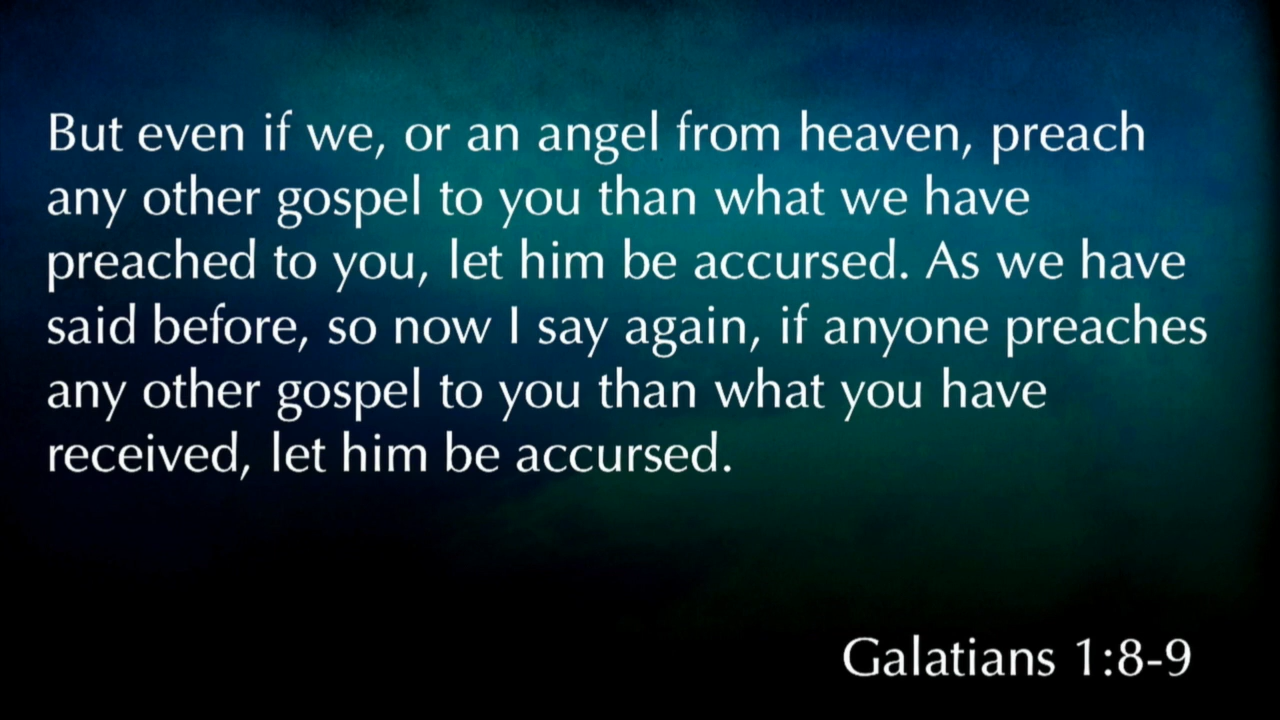 But even if we, or an angel from heaven, preach
any other gospel to you than what we have
preached to you, let him be accursed. As we have
said before, so now I say again, if anyone preaches
any other gospel to you than what you have
received, let him be accursed.
Galatians 1:8-9